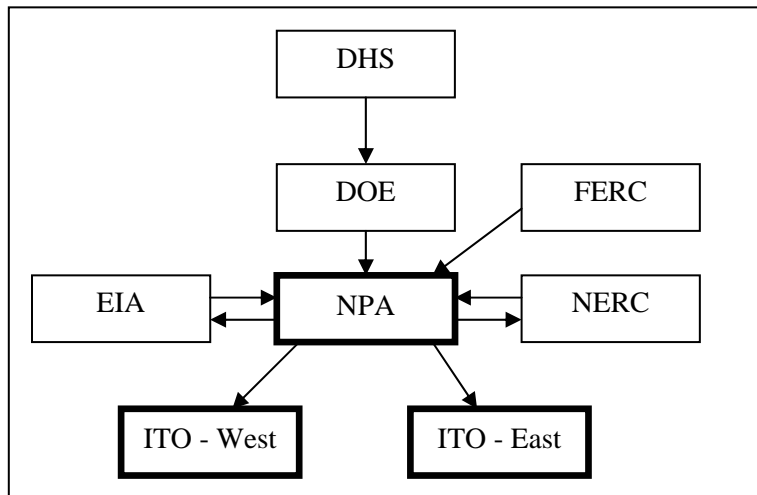 DHS
DOE
FERC
EIA
NPA
NERC
ITO - West
ITO - East